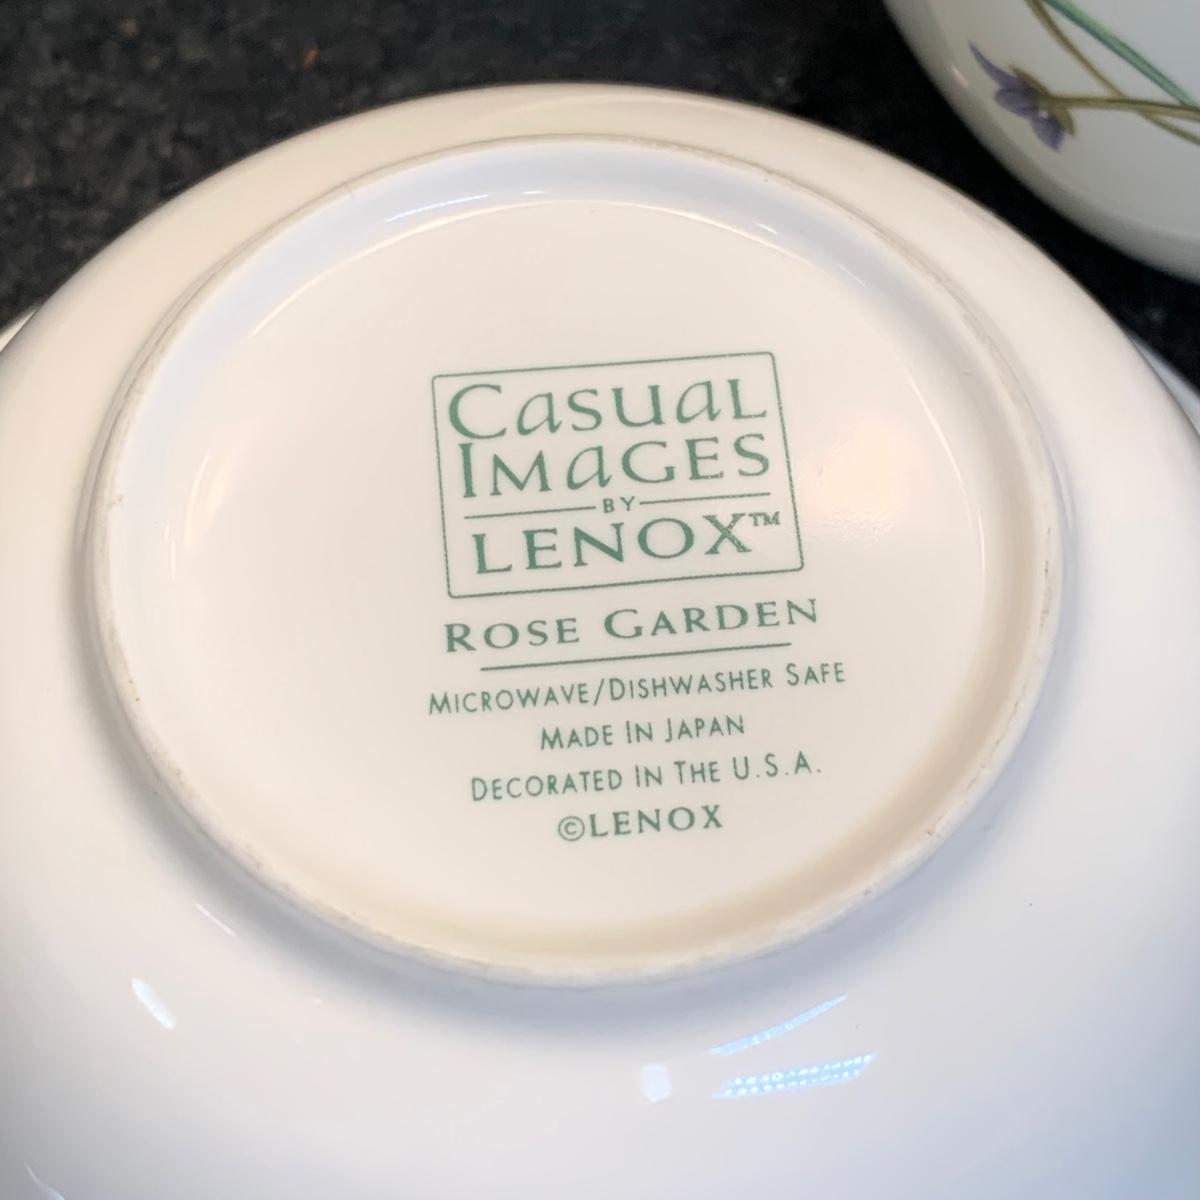 Casual
Images
BY
LENOX™
ROSE GARDEN
MICROWAVE/DISHWASHER SAFE
MADE IN JAPAN
DECORATED IN THE U.S.A.
©LENOX